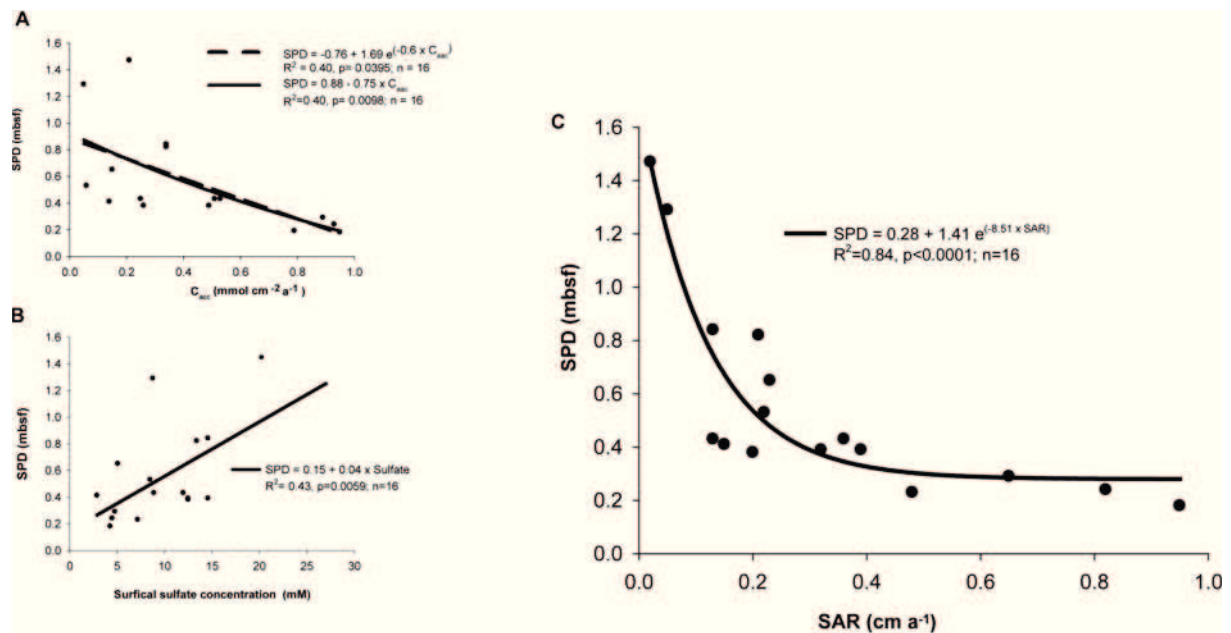 A
1.6
1.4
1.2
1.0
0.8
0.6
0.4
0.2
0.0
SPD (mbsf)
SPD = -0.76 + 1.69 e(-0.6 x Cacc)
R2 = 0.40, p= 0.0395; n = 16
SPD = 0.88 - 0.75 x Cacc
R2=0.40, p= 0.0098; n = 16
0.0 0.2 0.4 0.6 0.8 1.0
Cacc (mmol cm -2 a-1 )
B
1.6
1.4
1.2
1.0
0.8
0.6
0.4
0.2
0.0
SPD (mbsf)
SPD = 0.15 + 0.04 x Sulfate
R2= 0.43, p=0.0059; n=16
0 5 10 15 20 25 30
Surfical sulfate concentration (mM)
C
1.6
1.4
1.2
1.0
0.8
0.6
0.4
0.2
0.0
SPD (mbsf)
SPD = 0.28 + 1.41 e(-8.51 x SAR)
R2=0.84, p<0.0001; n=16
0.0 0.2 0.4 0.6 0.8 1.0
SAR (cm a-1)